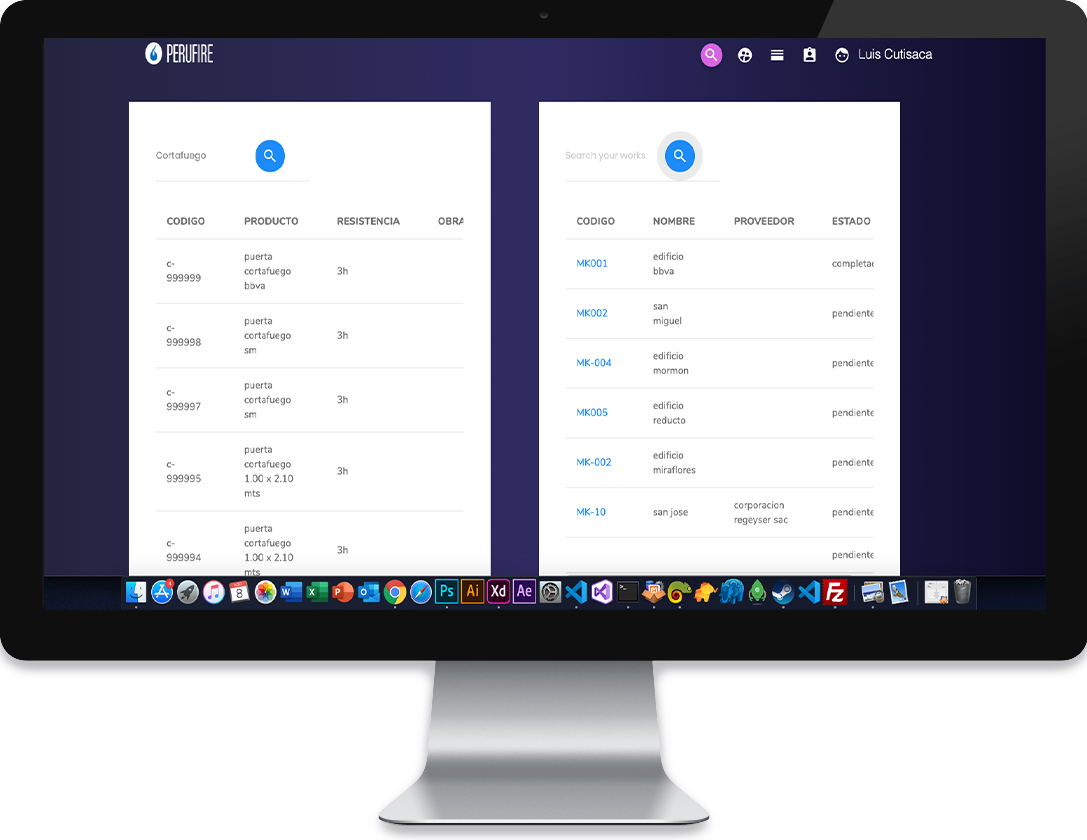 PERUFIRE
Luis Cutisaca
Cortafuego
CODIGO PRODUCTO RESISTENCIA OBRA
c-
999999
puerta
cortafuego
bbva
3h
c-
999998
puerta
cortafuego
sm
3h
c-
999997
puerta
cortafuego
sm
3h
c-
999995
puerta
cortafuego
1.00 x 2.10
mts
3h
c-
999994
puerta
cortafuego
1.00 x 2.10
mts
3h
Search your works
CODIGO NOMBRE PROVEEDOR ESTADO
MK001
edificio
bbva
completad
MK002
san
miguel
pendiente
MK-004
edificio
mormon
pendiente
MK005
edificio
reducto
pendiente
MK-002
edificio
miraflores
pendiente
MK-10
san jose
corporacion
regeyser sac
pendiente
pendiente
4 8 W X P O Ps Ai Xd Ae FZ